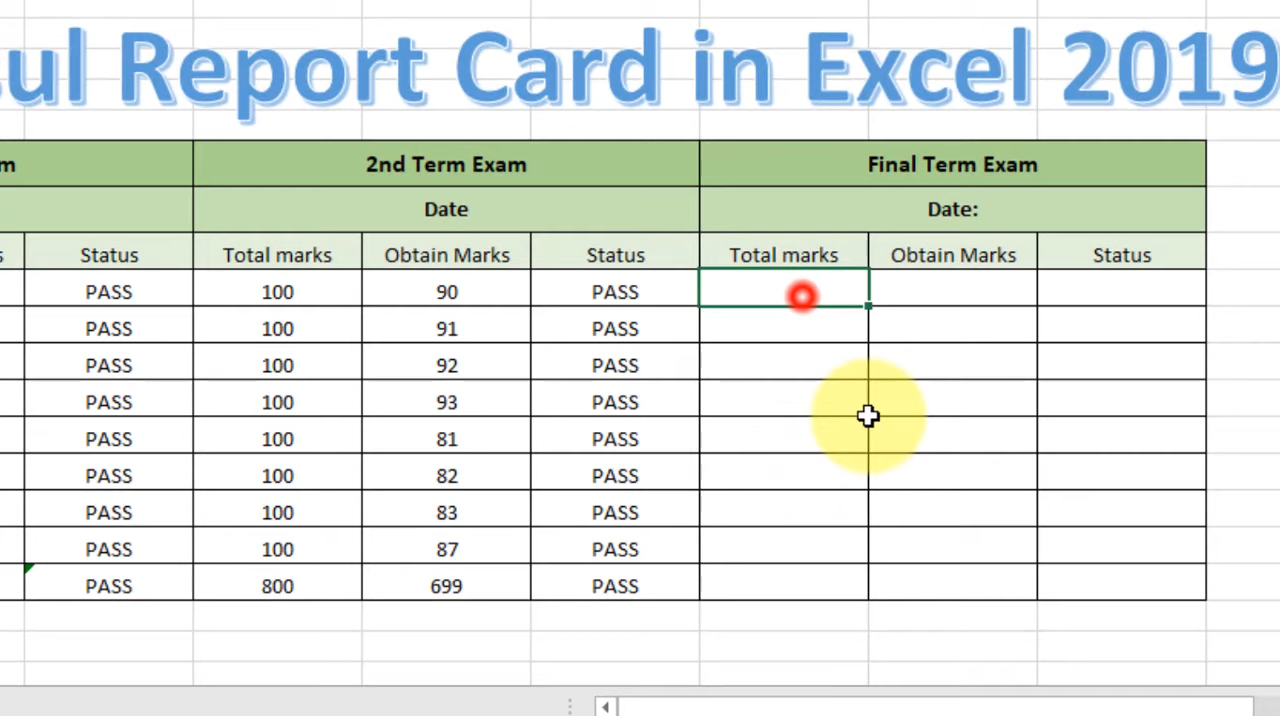 Report Card in Excel 2019
2nd Term Exam Final Term Exam
Date Date:
Status Total marks Obtain Marks Status Total marks Obtain Marks Status
PASS 100 90 PASS
PASS 100 91 PASS
PASS 100 92 PASS
PASS 100 93 PASS
PASS 100 81 PASS
PASS 100 82 PASS
PASS 100 83 PASS
PASS 100 87 PASS
PASS 800 699 PASS